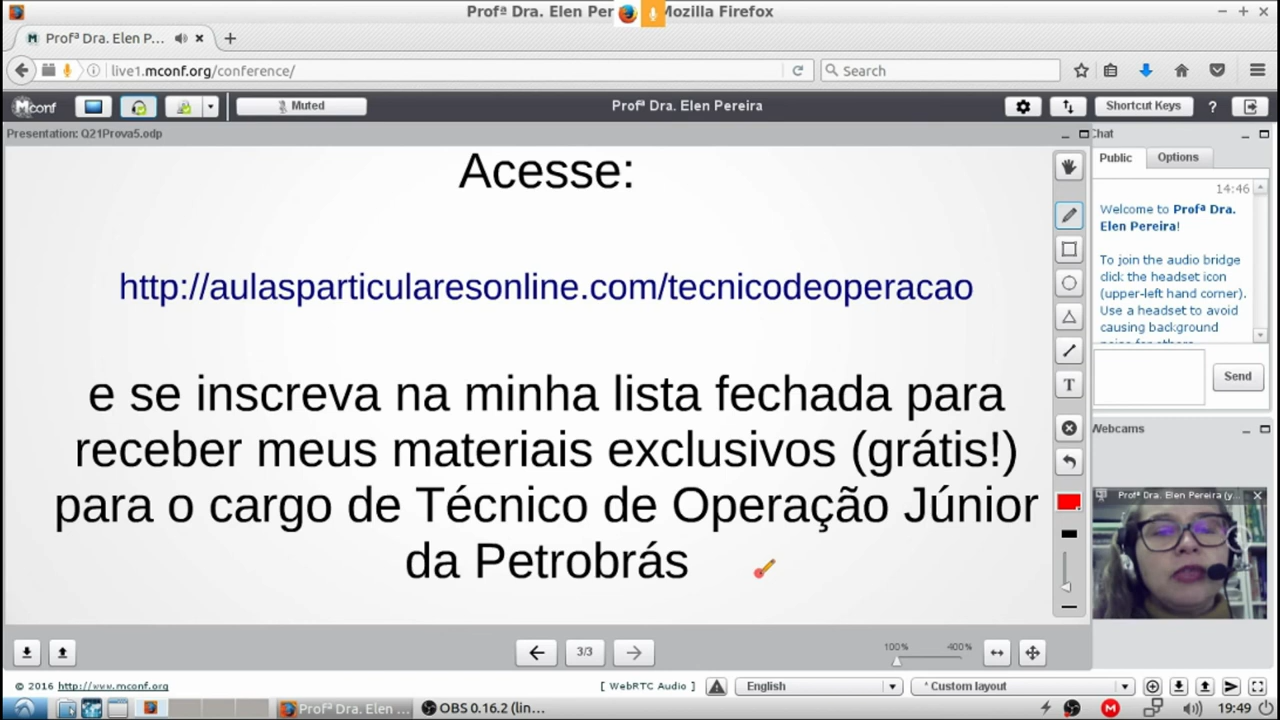 Profª Dra. Elen Per
Mozilla Firefox
Profª Dra. Elen P...
live1.mconf.org/conference/
Search
Mconf
Muted
Profª Dra. Elen Pereira
Shortcut Keys
?
Presentation: Q21Prova5.odp
Acesse:
http://aulasparticularesonline.com/tecnicodeoperacao
e se inscreva na minha lista fechada para
receber meus materiais exclusivos (grátis!)
para o cargo de Técnico de Operação Júnior
da Petrobrás
T
3/3
100%
400%
Chat
Public
Options
14:46
Welcome to Profª Dra.
Elen Pereira!
To join the audio bridge
click the headset icon
(upper-left hand corner).
Use a headset to avoid
causing background
Send
Webcams
Profª Dra. Elen Pereira (y...
© 2016 http://www.mconf.org
[ WebRTC Audio ]
English
* Custom layout
Profª Dra. Elen ...
OBS 0.16.2 (lin...
19:49